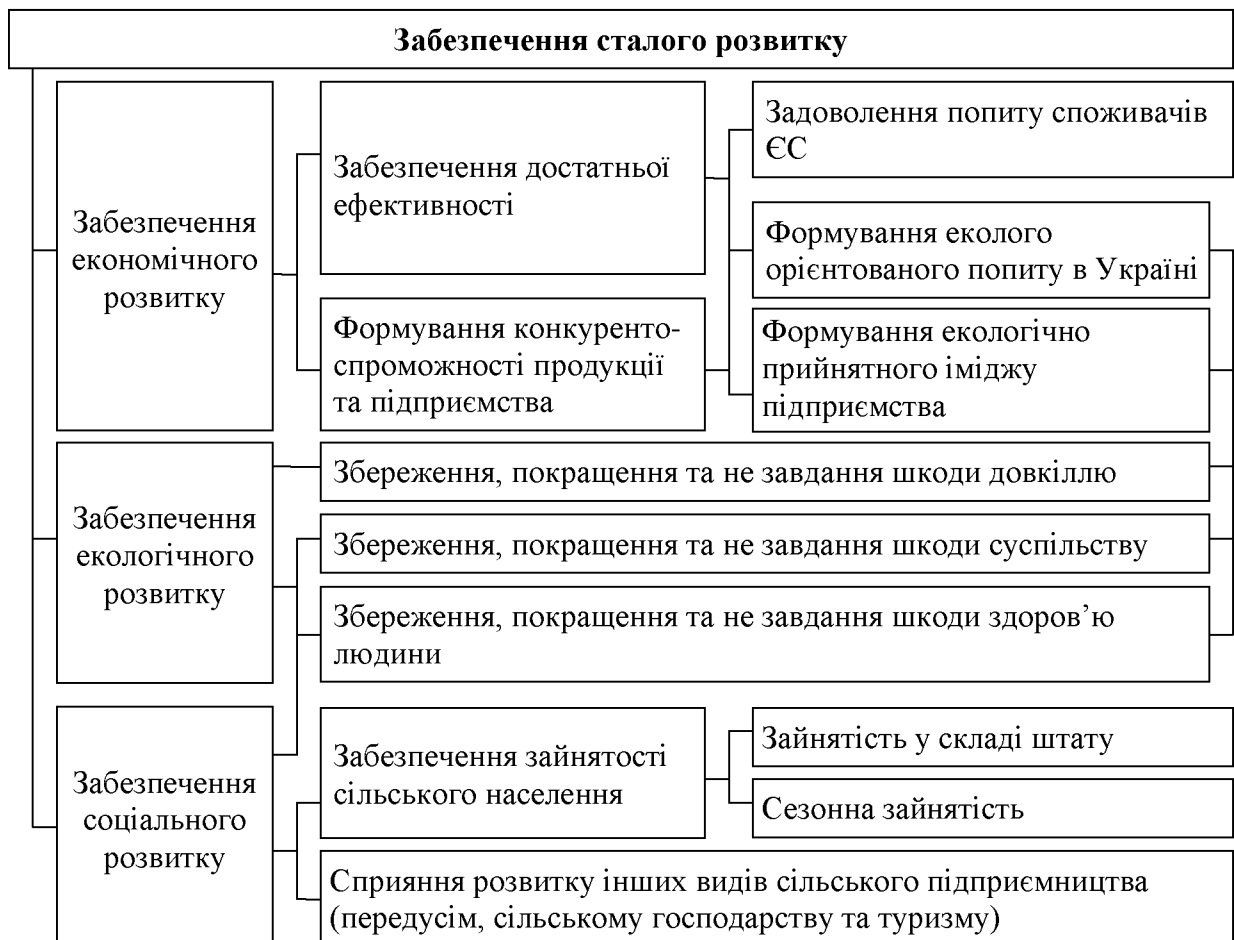 Забезпечення сталого розвитку
Забезпечення
економічного
розвитку
Забезпечення достатньої
ефективності
Задоволення попиту споживачів
ЄС
Формування еколого
орієнтованого попиту в Україні
Формування конкуренто-
спроможності продукції
та підприємства
Формування екологічно
прийнятного іміджу
підприємства
Забезпечення
екологічного
розвитку
Збереження, покращення та не завдання шкоди довкіллю
Збереження, покращення та не завдання шкоди суспільству
Збереження, покращення та не завдання шкоди здоров’ю
людини
Забезпечення
соціального
розвитку
Забезпечення зайнятості
сільського населення
Зайнятість у складі штату
Сезонна зайнятість
Сприяння розвитку інших видів сільського підприємництва
(передусім, сільському господарству та туризму)